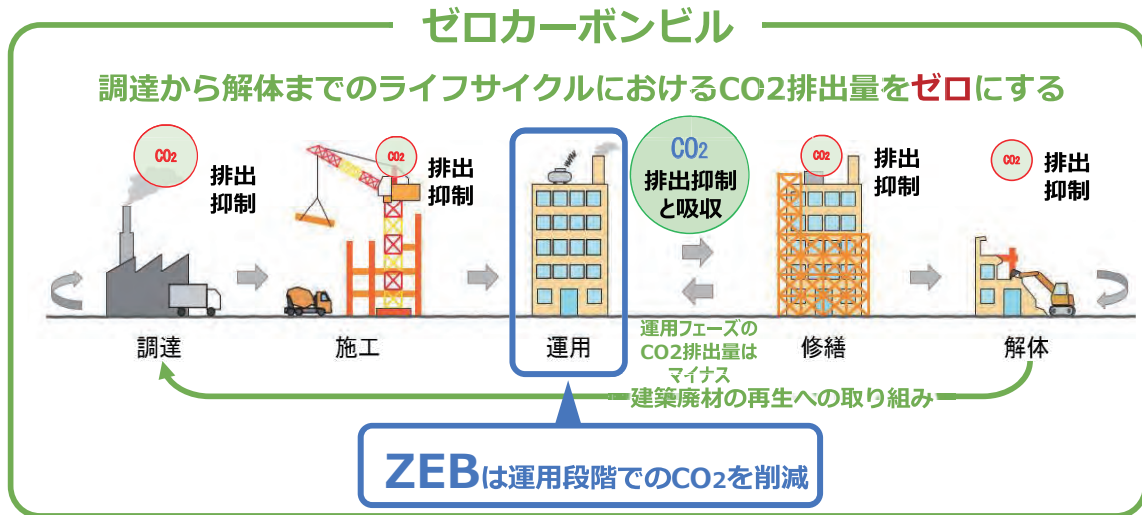 ゼロカーボンビル
調達から解体までのライフサイクルにおけるCO2排出量をゼロにする
CO₂
排出
抑制
CO₂
排出
抑制
CO₂
排出抑制
と吸収
CO₂
排出
抑制
CO₂
排出
抑制
調達
施工
運用
運用フェーズの
CO2排出量は
マイナス
修繕
解体
建築廃材の再生への取り組み
ZEBは運用段階でのCO₂を削減